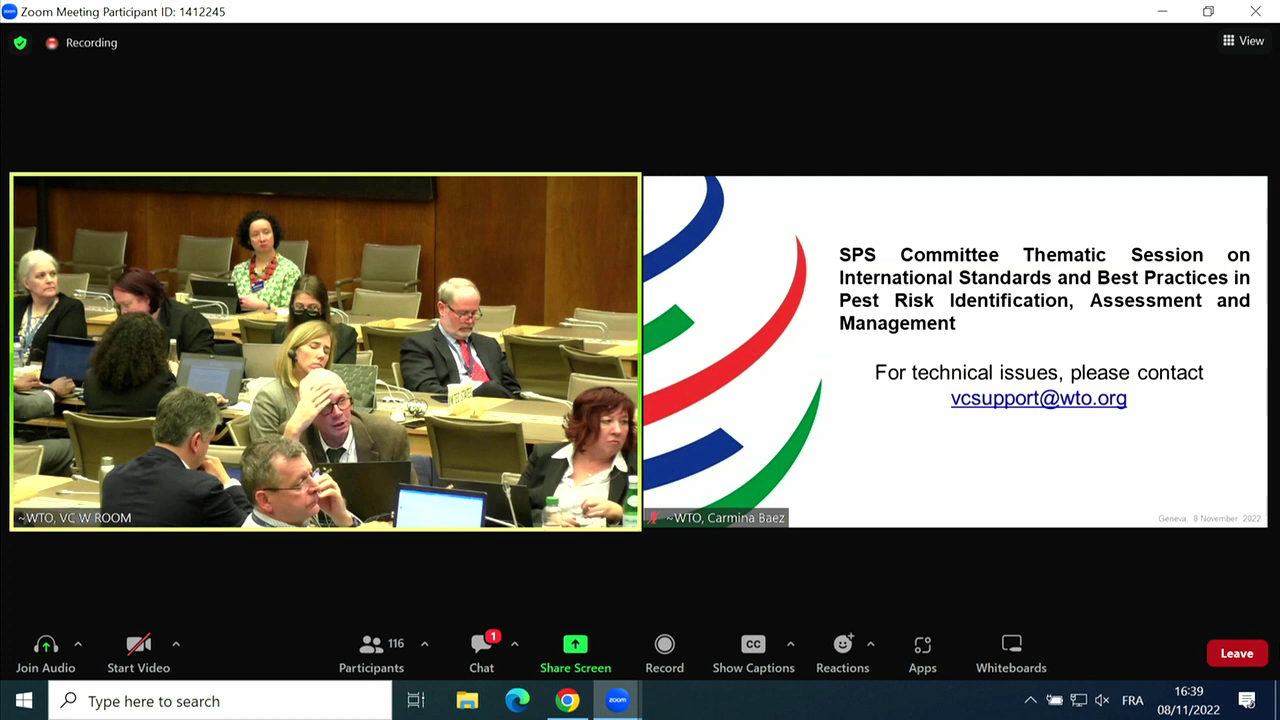 Zoom Meeting Participant ID: 1412245
Recording
View
~WTO, VC W ROOM
SPS Committee Thematic Session on
International Standards and Best Practices in
Pest Risk Identification, Assessment and
Management
For technical issues, please contact
vcsupport@wto.org
~WTO, Carmina Baez
Geneva, 8 November 2022
Join Audio
Start Video
116
Participants
1
Chat
Share Screen
Record
CC
Show Captions
Reactions
Apps
Whiteboards
Leave
Type here to search
zoom
FRA
16:39
08/11/2022